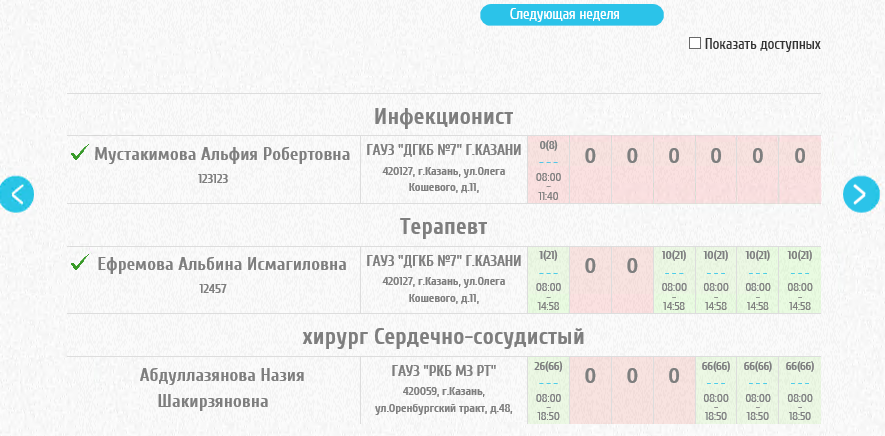 Следующая неделя
Показать доступных
Инфекционист
Мустакимова Альфия Робертовна
123123
ГАУЗ "ДГКБ №7" Г.КАЗАНИ
420127, г.Казань, ул.Олега
Кошевого, д.11,
0(8) 0 0 0 0 0 0
- - -
08:00
–
11:40
Терапевт
Ефремова Альбина Исмагиловна
12457
ГАУЗ "ДГКБ №7" Г.КАЗАНИ
420127, г.Казань, ул.Олега
Кошевого, д.11,
1(21) 0 0 10(21) 10(21) 10(21) 10(21)
- - - - - - - - - - - - - - -
08:00 08:00 08:00 08:00 08:00
– – – – –
14:58 14:58 14:58 14:58 14:58
хирург Сердечно-сосудистый
Абдуллазянова Назия
Шакирзяновна
ГАУЗ "РКБ МЗ РТ"
420059, г.Казань,
ул.Оренбургский тракт, д.48,
26(66) 0 0 0 66(66) 66(66) 66(66)
- - - - - - - - - - - -
08:00 08:00 08:00 08:00
– – – –
18:50 18:50 18:50 18:50